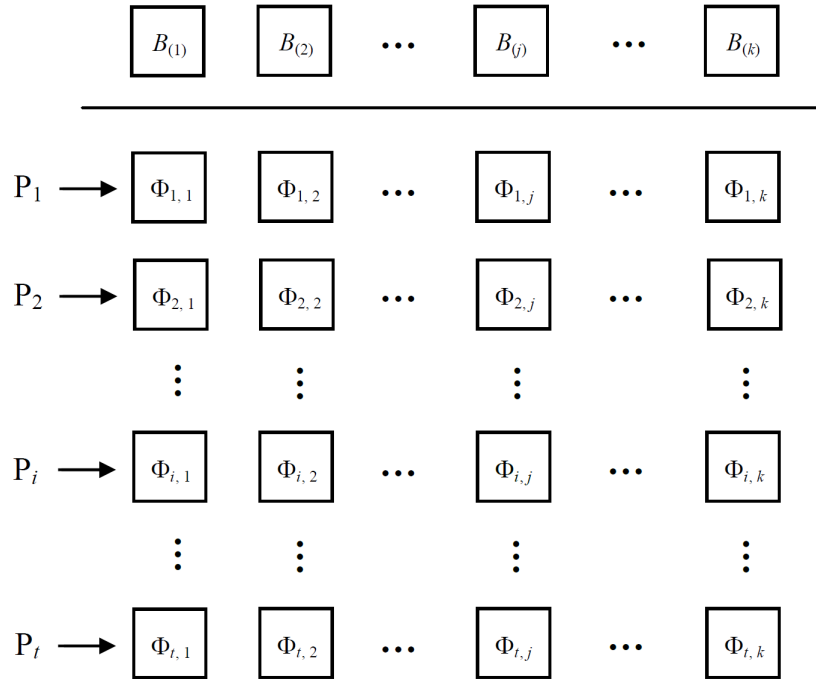 B(1) B(2) ... B(j) ... B(k)
P1 Φ1, 1 Φ1, 2 ... Φ1, j ... Φ1, k
P2 Φ2, 1 Φ2, 2 ... Φ2, j ... Φ2, k
Pi Φi, 1 Φi, 2 ... Φi, j ... Φi, k
Pt Φt, 1 Φt, 2 ... Φt, j ... Φt, k